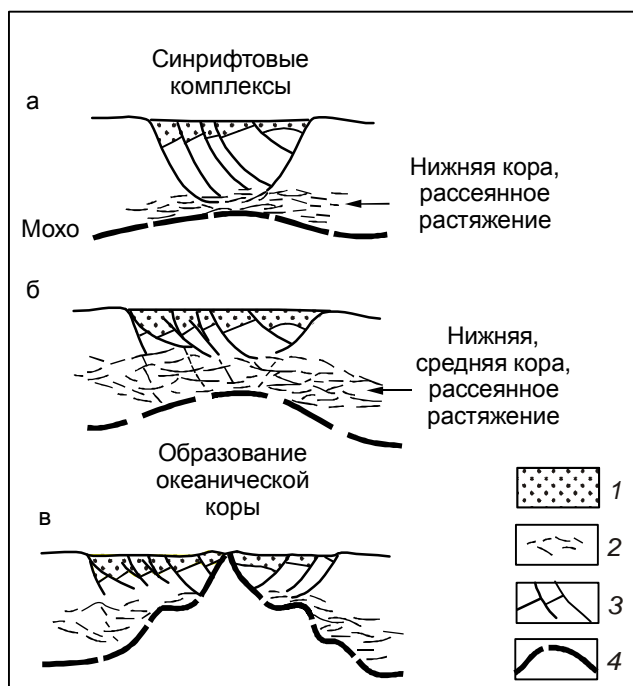 Синрифтовые
комплексы
а
Нижняя кора,
рассеянное
растяжение
Мохо
б
Нижняя,
средняя кора,
рассеянное
растяжение
Образование
океанической
коры
в
1
2
3
4